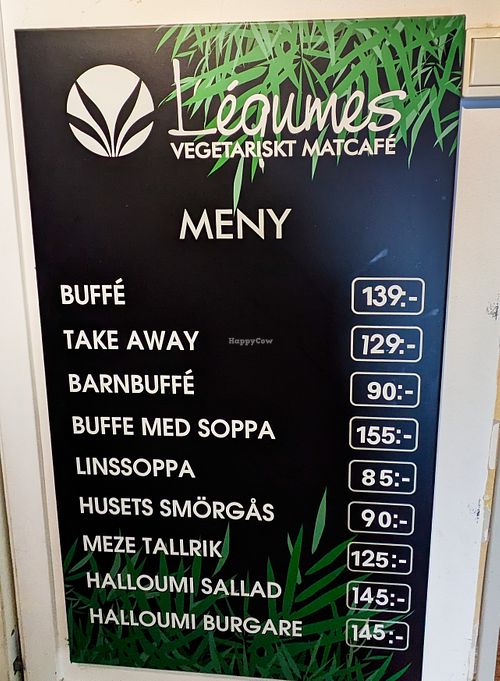 Légumes
VEGETARISKT MATCAFÉ
MENY
BUFFÉ 139:-
TAKE AWAY 129:-
HappyCow
BARNBUFFÉ 90:-
BUFFE MED SOPPA 155:-
LINSSOPPA 85:-
HUSETS SMÖRGÅS 90:-
MEZE TALLRIK 125:-
HALLOUMI SALLAD 145:-
HALLOUMI BURGARE 145:-